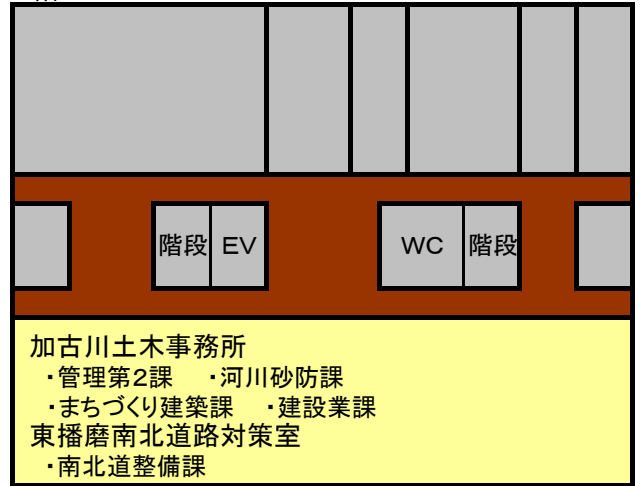 階段 EV WC 階段
加古川土木事務所
・管理第2課 ・河川砂防課
・まちづくり建築課 ・建設業課
東播磨南北道路対策室
・南北道整備課